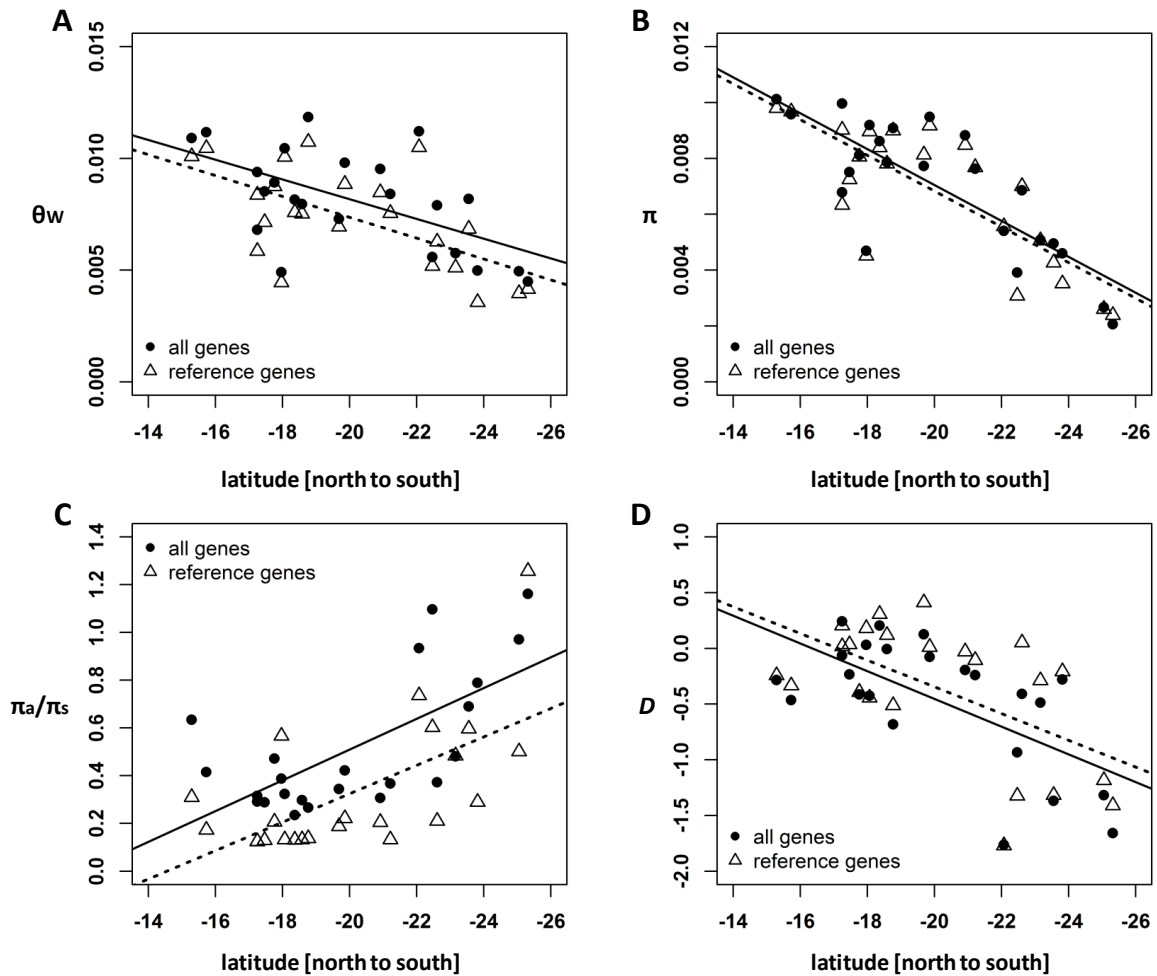 A
0.015
0.010
0.005
0.000
θw
all genes
reference genes
-14 -16 -18 -20 -22 -24 -26
latitude [north to south]
B
0.012
0.008
0.004
0.000
π
all genes
reference genes
-14 -16 -18 -20 -22 -24 -26
latitude [north to south]
C
1.4
1.2
1.0
0.8
0.6
0.4
0.2
0.0
πa/πs
all genes
reference genes
-14 -16 -18 -20 -22 -24 -26
latitude [north to south]
D
1.0
0.5
0.0
-0.5
-1.0
-1.5
-2.0
D
all genes
reference genes
-14 -16 -18 -20 -22 -24 -26
latitude [north to south]